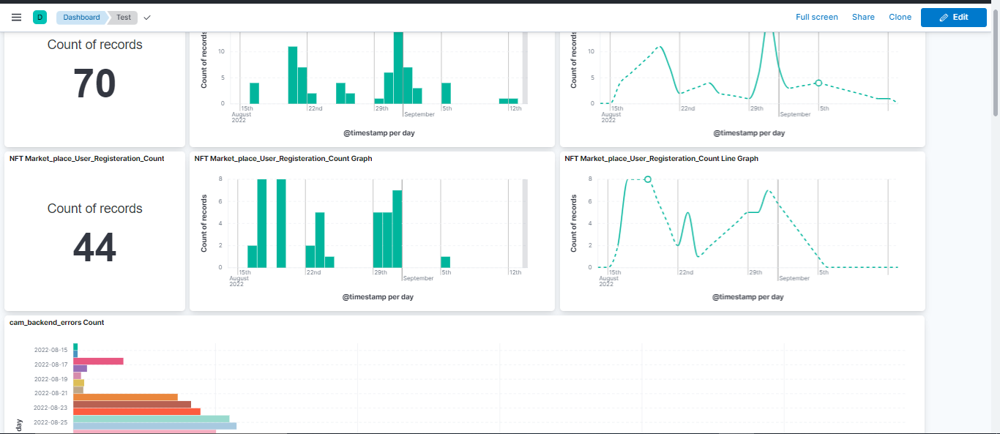 D
Dashboard
Test
Full screen
Share
Clone
Edit
Count of records
70
Count of records
10
5
0
15th
22nd
29th
5th
12th
August
2022
September
@timestamp per day
Count of records
10
5
0
15th
22nd
29th
5th
August
2022
September
@timestamp per day
NFT Market_place_User_Registeration_Count
Count of records
44
NFT Market_place_User_Registeration_Count Graph
Count of records
8
6
4
2
0
15th
22nd
29th
5th
12th
August
2022
September
@timestamp per day
NFT Market_place_User_Registeration_Count Line Graph
Count of records
8
6
4
2
0
15th
22nd
29th
5th
August
2022
September
@timestamp per day
cam_backend_errors Count
2022-08-15
2022-08-17
2022-08-19
2022-08-21
2022-08-23
2022-08-25
day